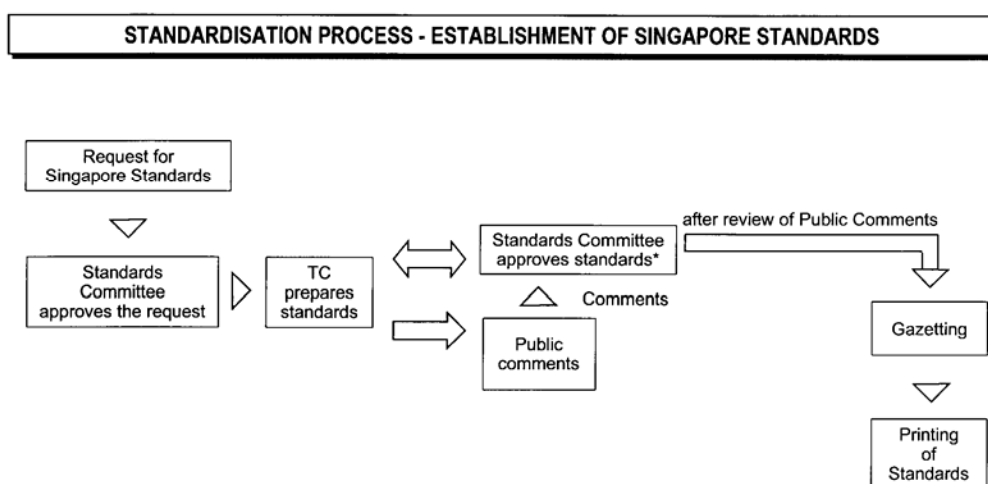 STANDARDISATION PROCESS - ESTABLISHMENT OF SINGAPORE STANDARDS
Request for
Singapore Standards
Standards
Committee
approves the request
TC
prepares
standards
Standards Committee
approves standards*
after review of Public Comments
Comments
Public
comments
Gazetting
Printing
of
Standards